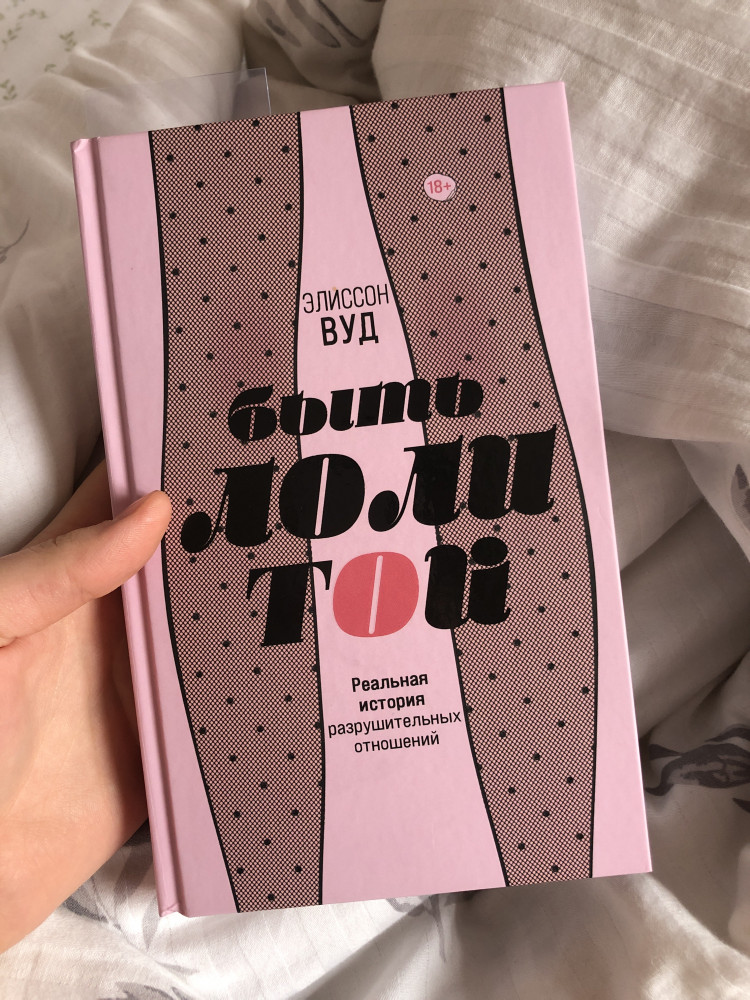 18+
ЭЛИССОН
ВУД
быть
лоли
той
Реальная
история
разрушительных
отношений